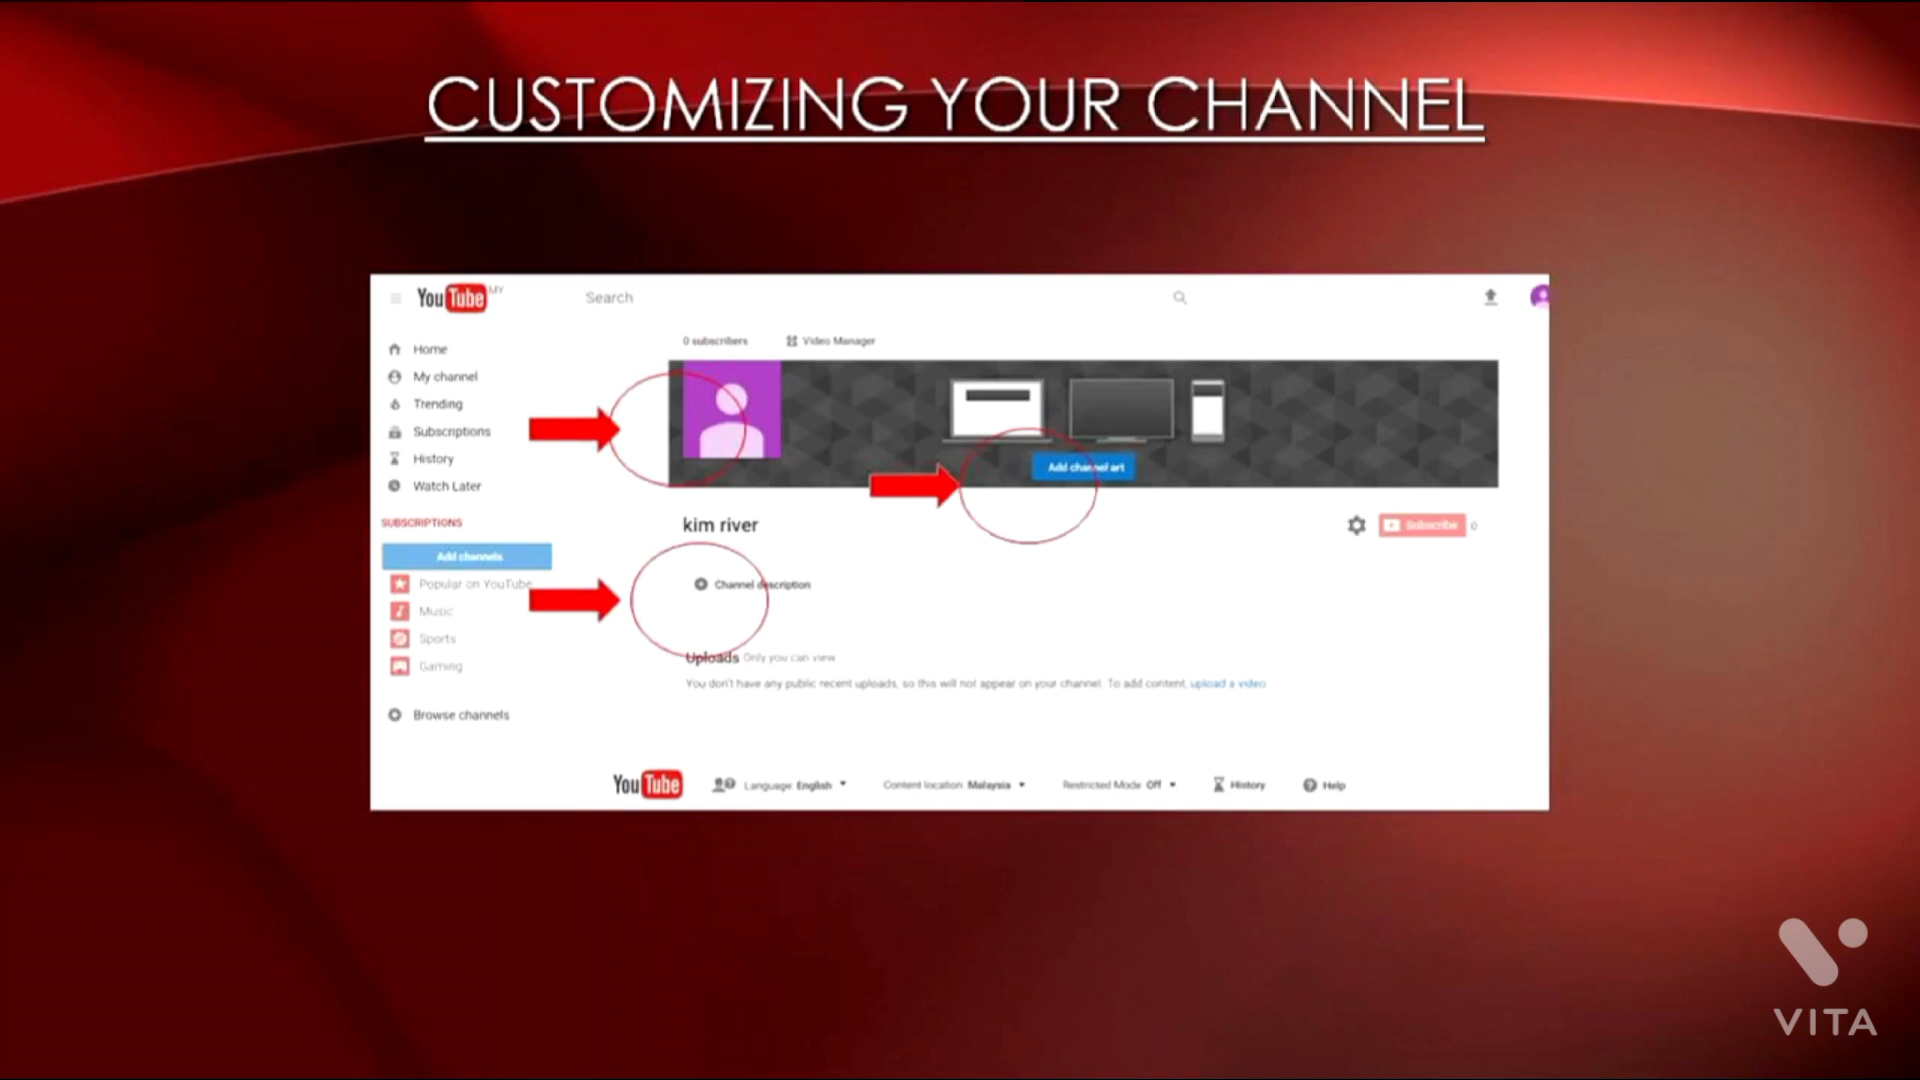 CUSTOMIZING YOUR CHANNEL
YouTube MY
Search
0 subscribers
Video Manager
Home
My channel
Trending
Subscriptions
History
Watch Later
Add channel art
SUBSCRIPTIONS
Add channels
Popular on YouTube
Music
Sports
Gaming
Browse channels
kim river
Subscribe 0
Channel description
Uploads Only you can view
You don't have any public recent uploads, so this will not appear on your channel. To add content, upload a video.
YouTube
Language: English
Content location: Malaysia
Restricted Mode: Off
History
Help
VITA